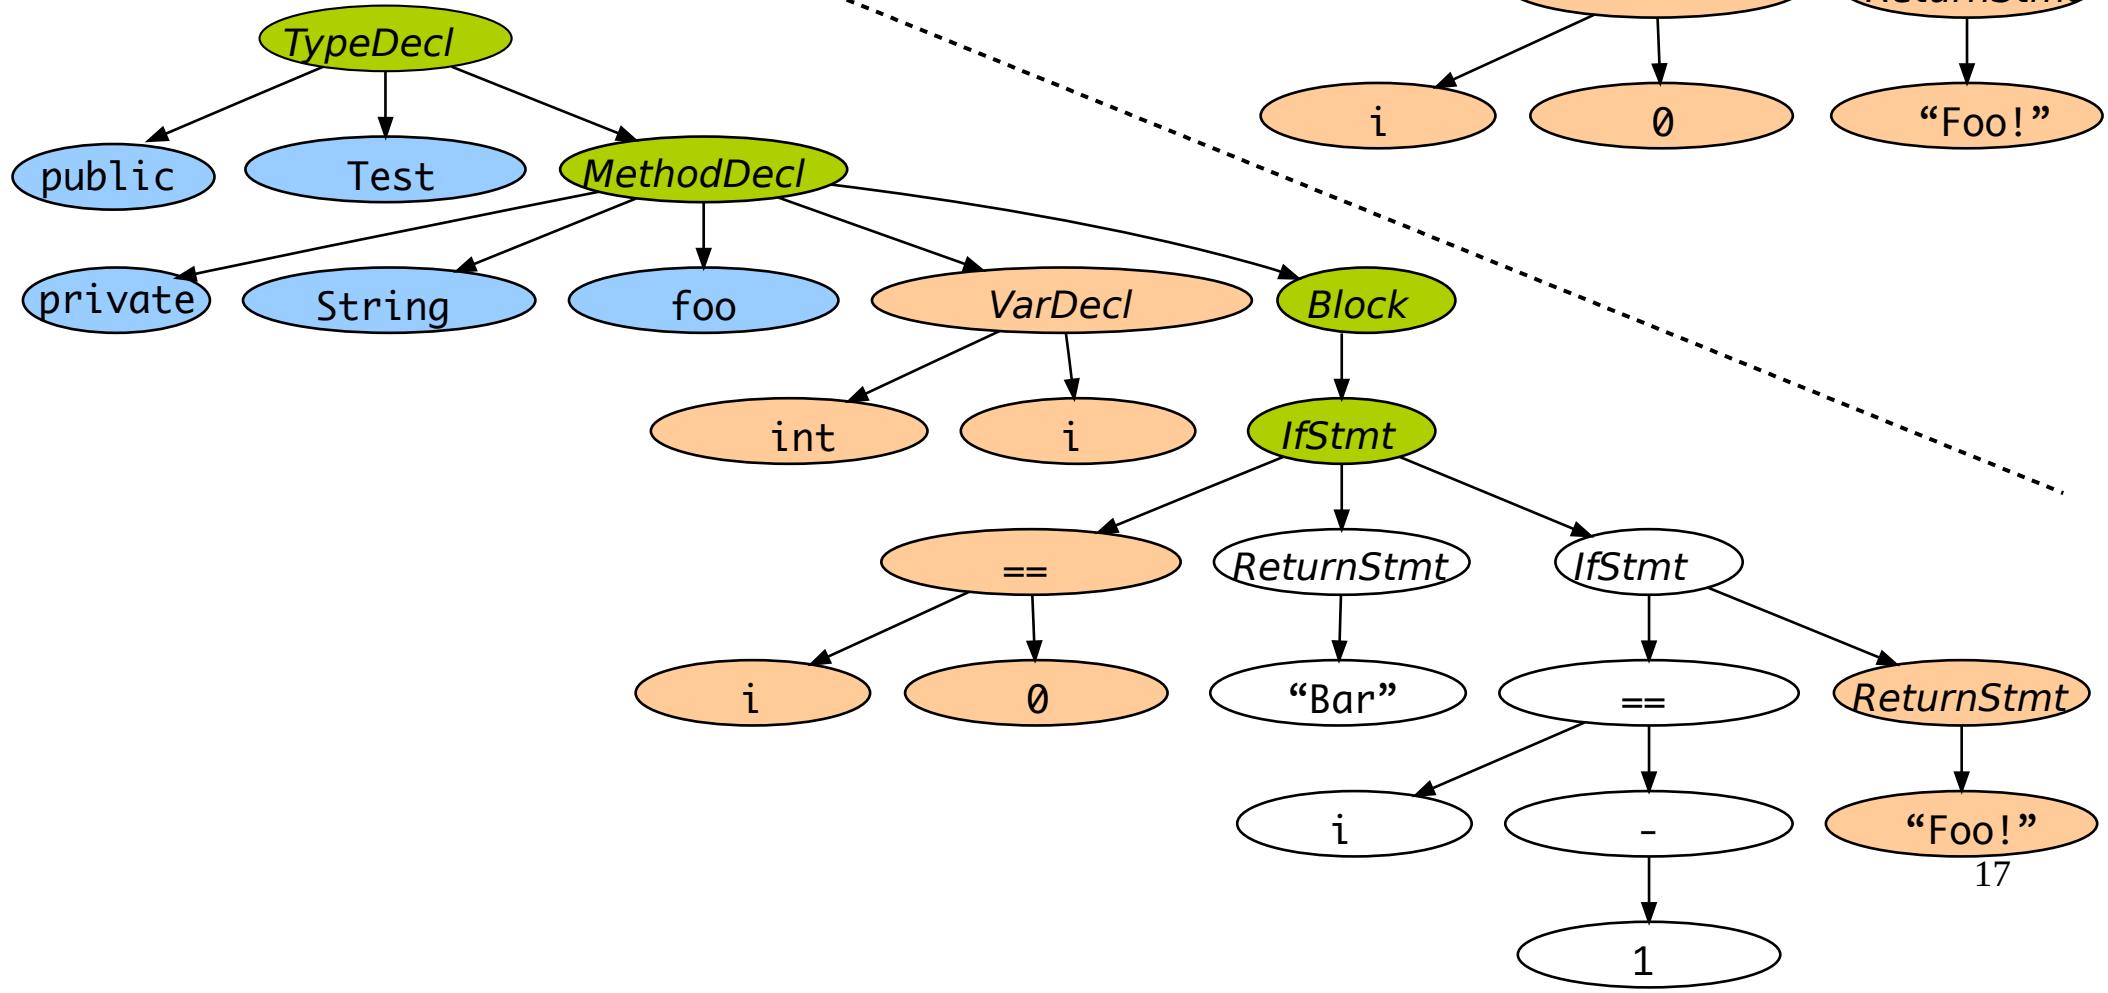 ReturnStmt
TypeDecl
i
0
“Foo!”
public
Test
MethodDecl
private
String
foo
VarDecl
Block
int
i
IfStmt
==
ReturnStmt
IfStmt
i
0
“Bar”
==
ReturnStmt
i
-
“Foo!”
17
1